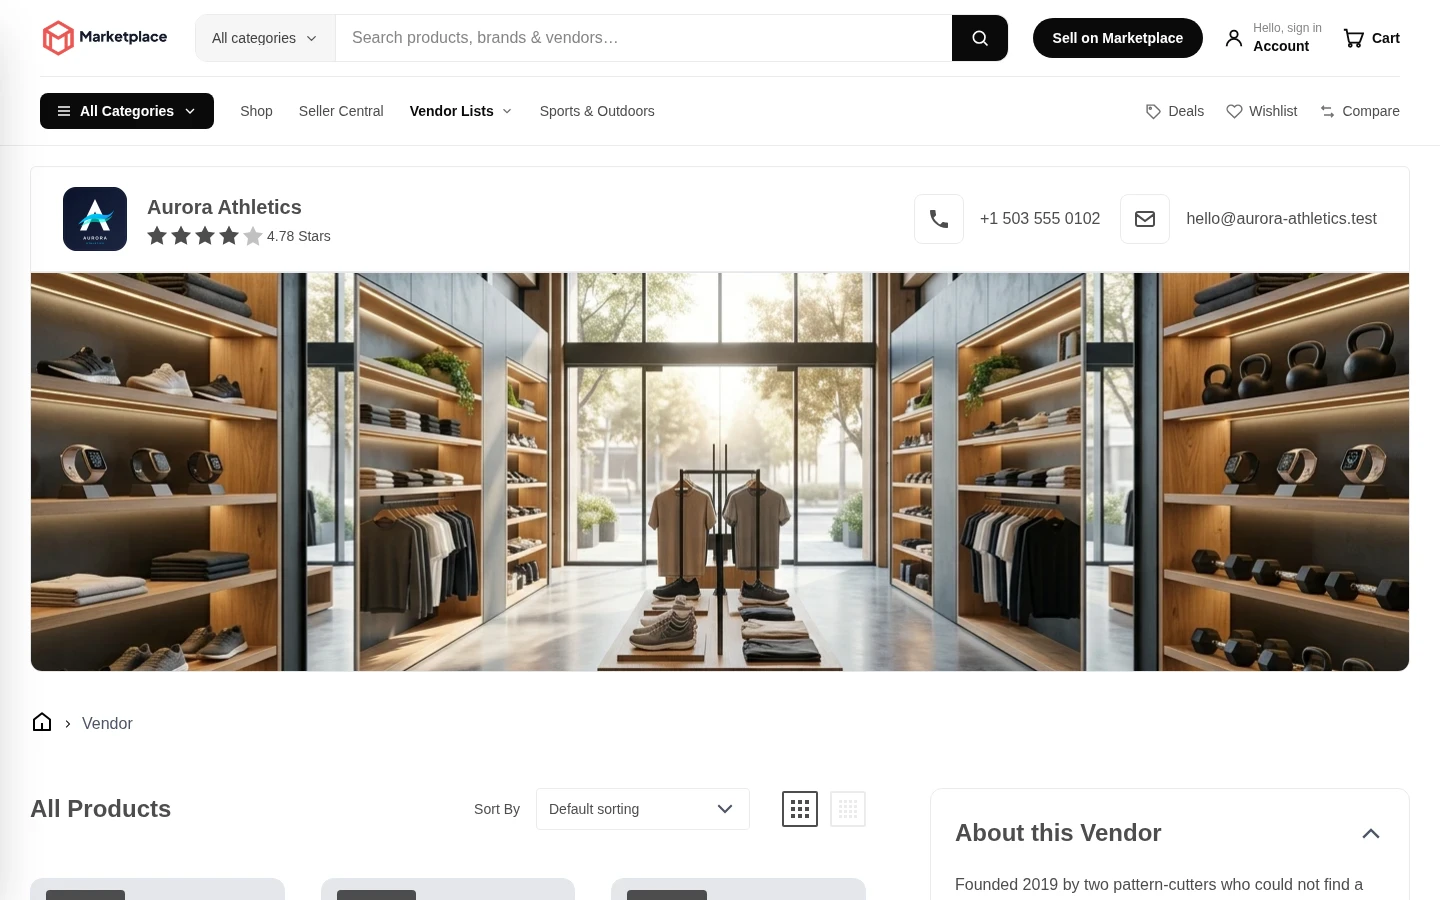 Marketplace
All categories
Search products, brands & vendors…
Sell on Marketplace
Hello, sign in
Account
Cart
All Categories
Shop
Seller Central
Vendor Lists
Sports & Outdoors
Deals
Wishlist
Compare
AURORA
Aurora Athletics
4.78 Stars
+1 503 555 0102
hello@aurora-athletics.test
Vendor
All Products
Sort By
Default sorting
About this Vendor
Founded 2019 by two pattern-cutters who could not find a